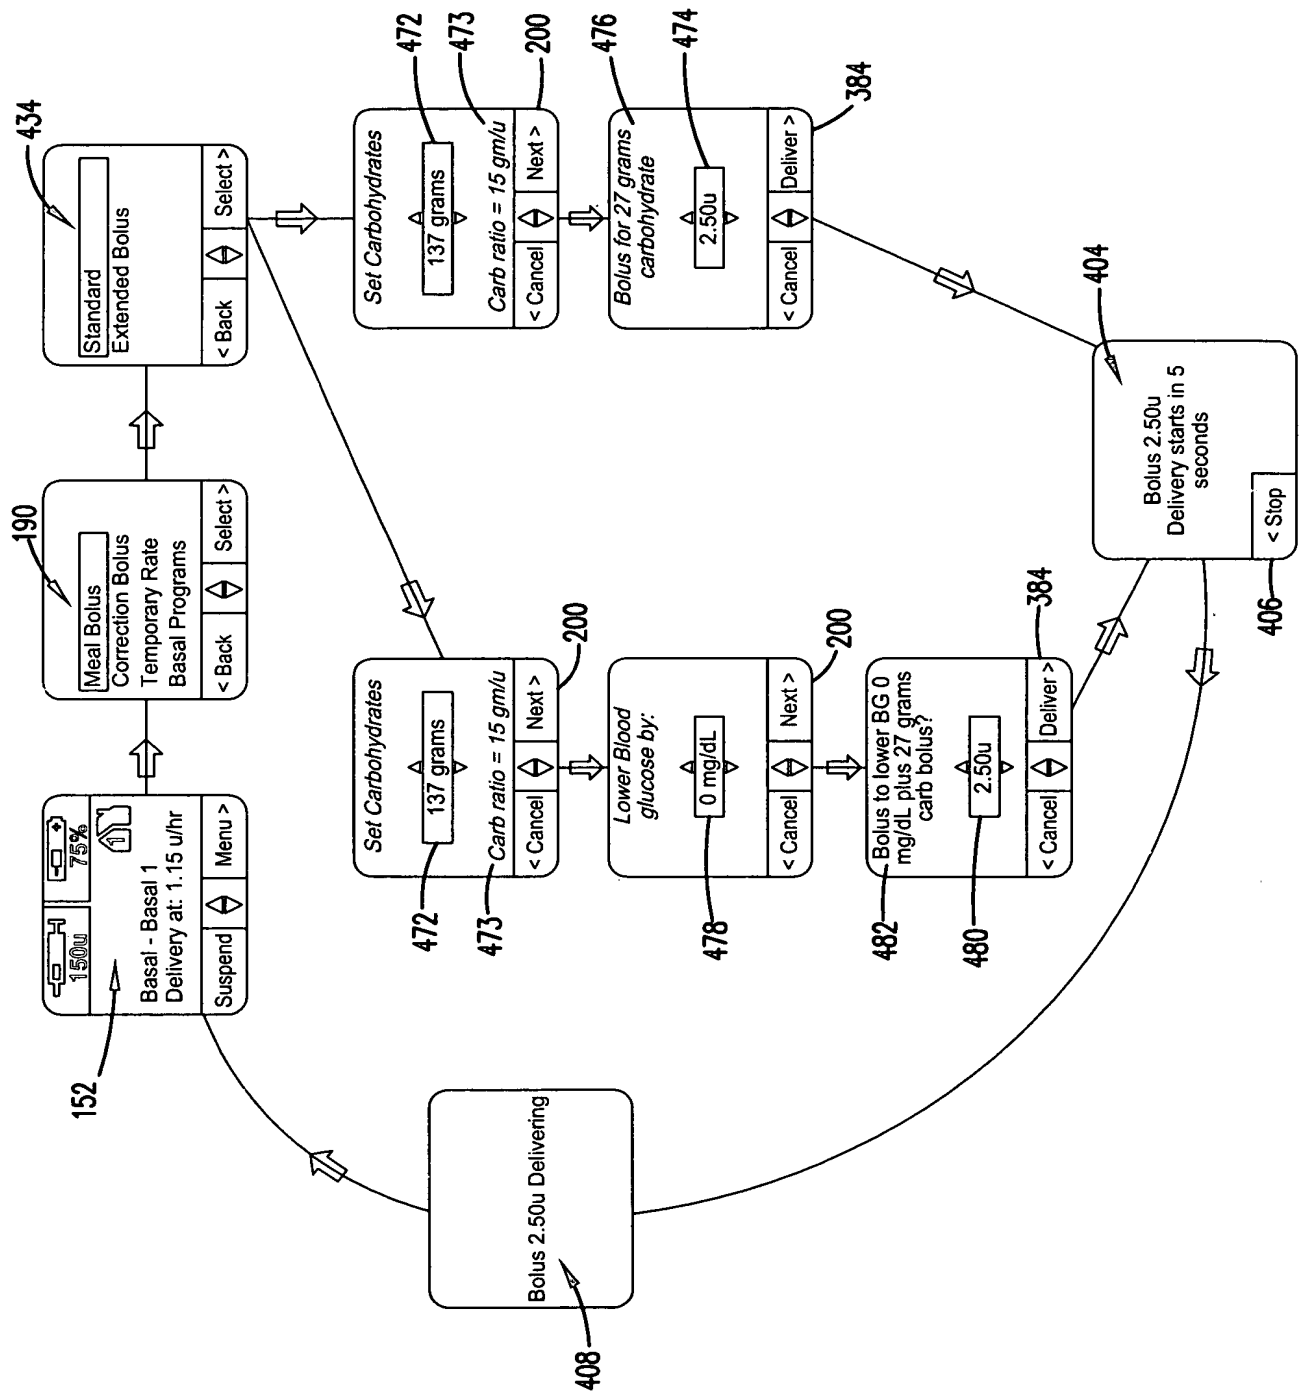 150u
75%
1
Basal - Basal 1
Delivery at: 1.15 u/hr
Suspend
Menu >
152
190
Meal Bolus
Correction Bolus
Temporary Rate
Basal Programs
< Back
Select >
434
Standard
Extended Bolus
< Back
Select >
Set Carbohydrates
137 grams
Carb ratio = 15 gm/u
< Cancel
Next >
472
473
200
Set Carbohydrates
137 grams
Carb ratio = 15 gm/u
< Cancel
Next >
472
473
200
Lower Blood
glucose by:
0 mg/dL
< Cancel
Next >
478
200
Bolus for 27 grams
carbohydrate
2.50u
< Cancel
Deliver >
476
474
384
482
Bolus to lower BG 0
mg/dL plus 27 grams
carb bolus?
2.50u
< Cancel
Deliver >
480
384
Bolus 2.50u Delivering
408
404
Bolus 2.50u
Delivery starts in 5
seconds
< Stop
406